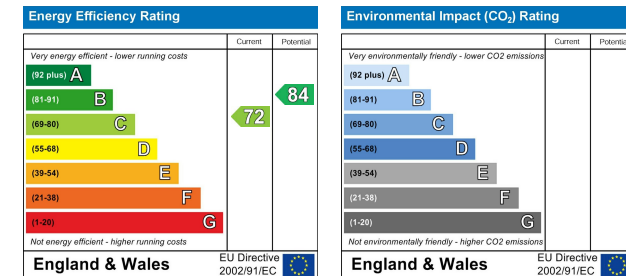 Energy Efficiency Rating
Current Potential
Very energy efficient - lower running costs
(92 plus) A
(81-91) B
(69-80) C
(55-68) D
(39-54) E
(21-38) F
(1-20) G
72
84
Not energy efficient - higher running costs
England & Wales
EU Directive
2002/91/EC
Environmental Impact (CO₂) Rating
Current Potential
Very environmentally friendly - lower CO2 emissions
(92 plus) A
(81-91) B
(69-80) C
(55-68) D
(39-54) E
(21-38) F
(1-20) G
Not environmentally friendly - higher CO2 emissions
England & Wales
EU Directive
2002/91/EC